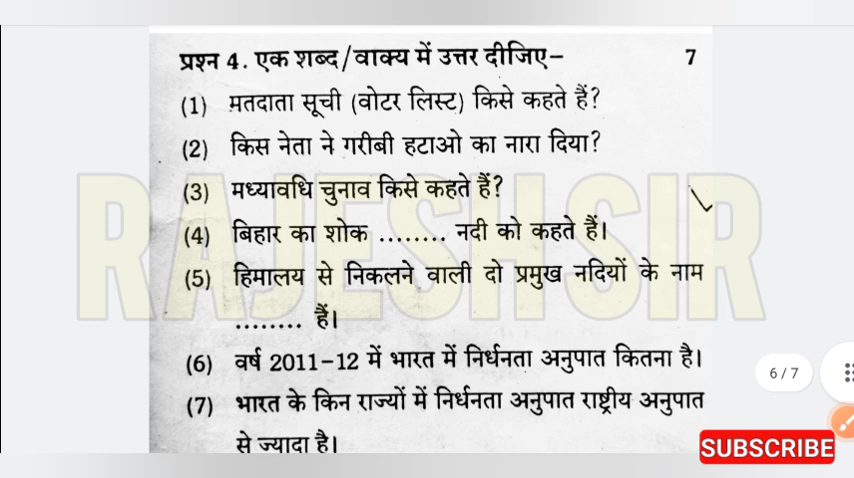 प्रश्न 4. एक शब्द/वाक्य में उत्तर दीजिए– 7
(1) मतदाता सूची (वोटर लिस्ट) किसे कहते हैं?
(2) किस नेता ने गरीबी हटाओ का नारा दिया?
(3) मध्यावधि चुनाव किसे कहते हैं?
(4) बिहार का शोक ........ नदी को कहते हैं।
(5) हिमालय से निकलने वाली दो प्रमुख नदियों के नाम
........ हैं।
(6) वर्ष 2011-12 में भारत में निर्धनता अनुपात कितना है।
(7) भारत के किन राज्यों में निर्धनता अनुपात राष्ट्रीय अनुपात
से ज्यादा है।
RAJESH SIR
6/7
SUBSCRIBE